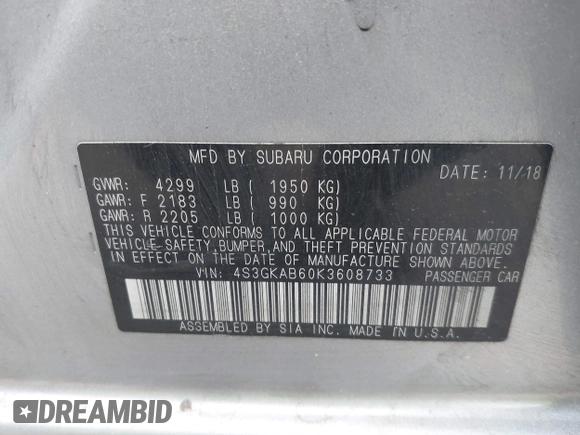 MFD BY SUBARU CORPORATION
DATE: 11/18
GVWR: 4299 LB ( 1950 KG)
GAWR: F 2183 LB ( 990 KG)
GAWR: R 2205 LB ( 1000 KG)
THIS VEHICLE CONFORMS TO ALL APPLICABLE FEDERAL MOTOR
VEHICLE-SAFETY, BUMPER, AND THEFT PREVENTION STANDARDS
IN EFFECT ON THE DATE OF MANUFACTURE SHOWN ABOVE.
VIN: 4S3GKAB60K3608733 PASSENGER CAR
ASSEMBLED BY SIA INC. MADE IN U.S.A.
DREAMBID